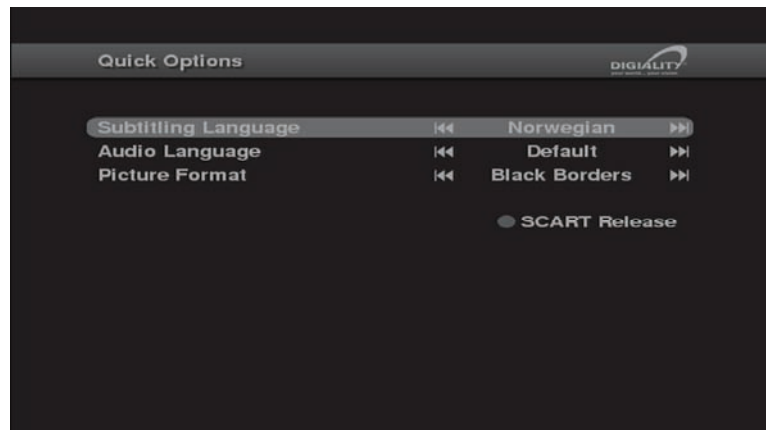 Quick Options
DIGIALITY
Subtitling Language Norwegian
Audio Language Default
Picture Format Black Borders
SCART Release